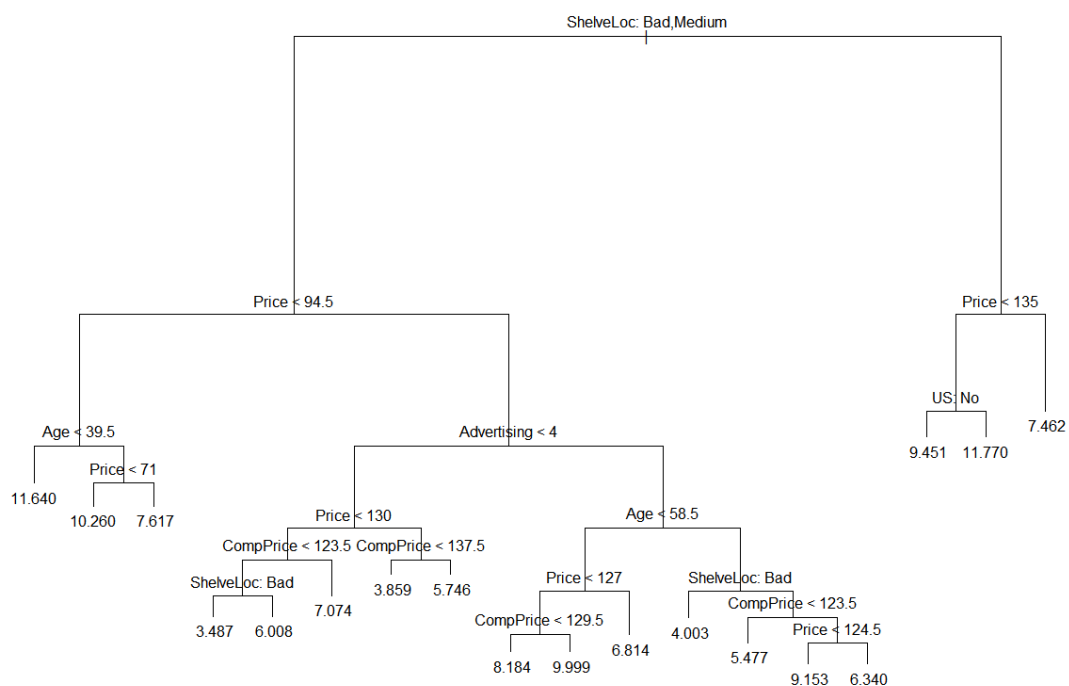 ShelveLoc: Bad,Medium
Price < 94.5
Price < 135
US: No
7.462
Age < 39.5
Advertising < 4
9.451
11.770
Price < 71
11.640
10.260
7.617
Price < 130
Age < 58.5
CompPrice < 123.5
CompPrice < 137.5
ShelveLoc: Bad
3.859
5.746
Price < 127
ShelveLoc: Bad
7.074
CompPrice < 123.5
3.487
6.008
CompPrice < 129.5
4.003
Price < 124.5
6.814
5.477
8.184
9.999
9.153
6.340